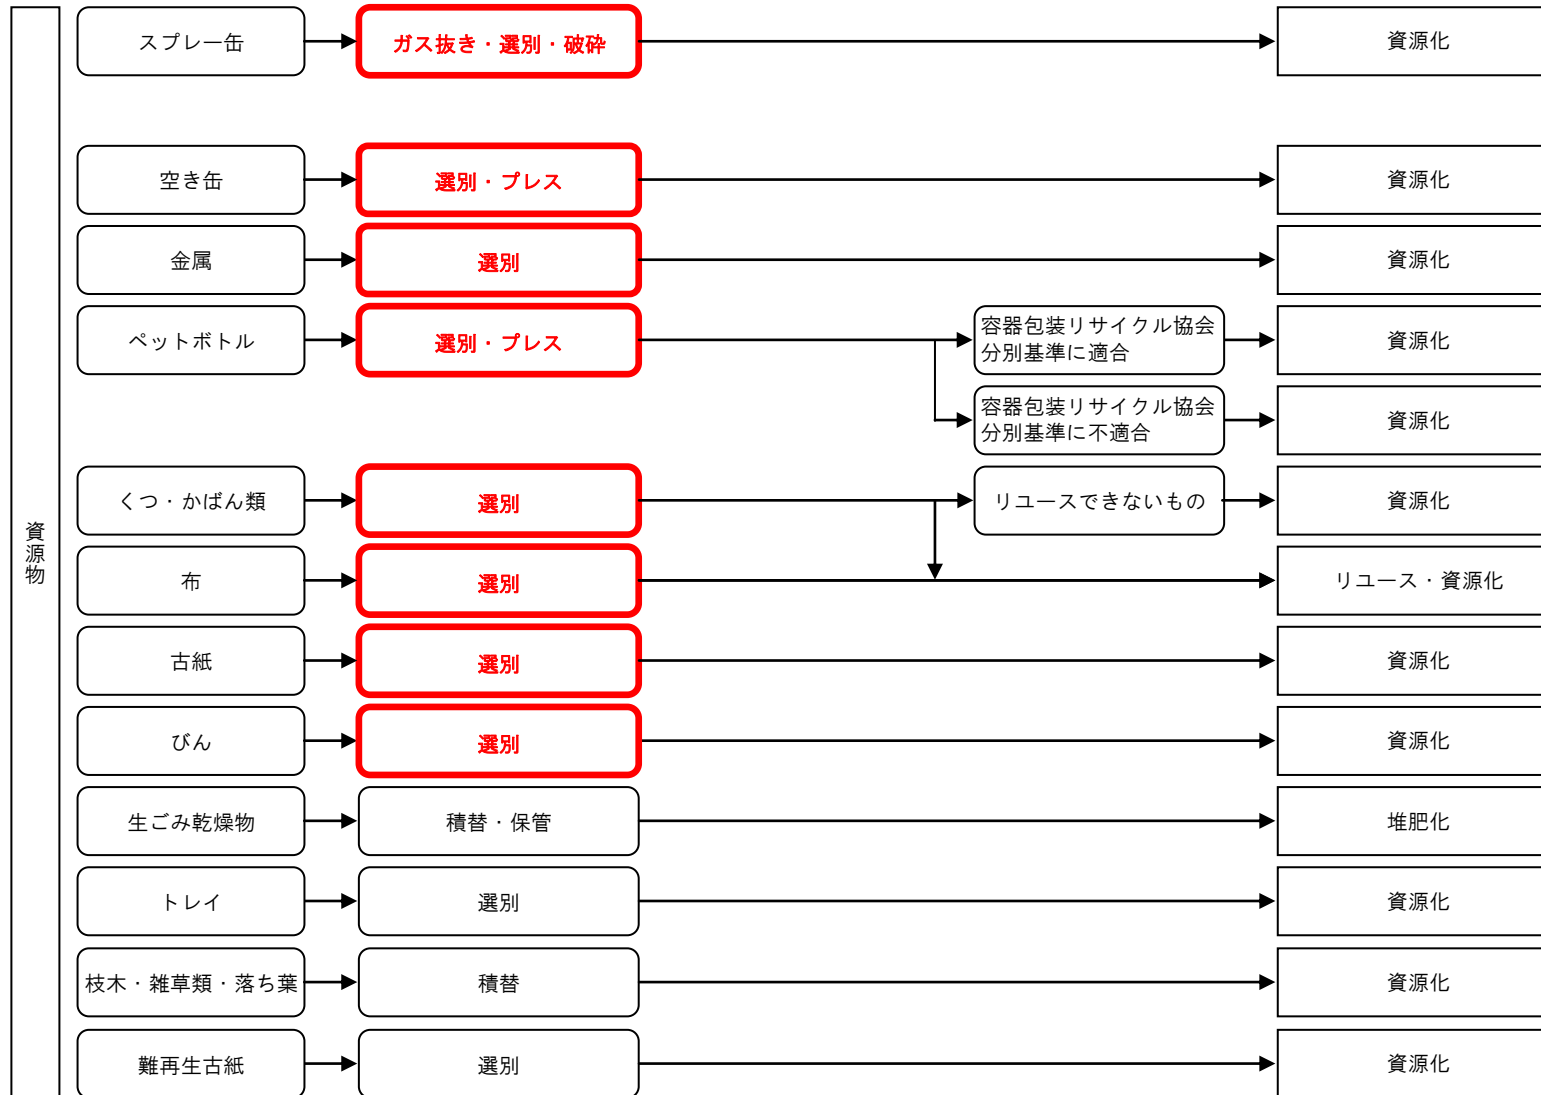 資源物
スプレー缶
ガス抜き・選別・破砕
資源化
空き缶
選別・プレス
資源化
金属
選別
資源化
ペットボトル
選別・プレス
容器包装リサイクル協会
分別基準に適合
資源化
容器包装リサイクル協会
分別基準に不適合
資源化
くつ・かばん類
選別
リユースできないもの
資源化
布
選別
リユース・資源化
古紙
選別
資源化
びん
選別
資源化
生ごみ乾燥物
積替・保管
堆肥化
トレイ
選別
資源化
枝木・雑草類・落ち葉
積替
資源化
難再生古紙
選別
資源化